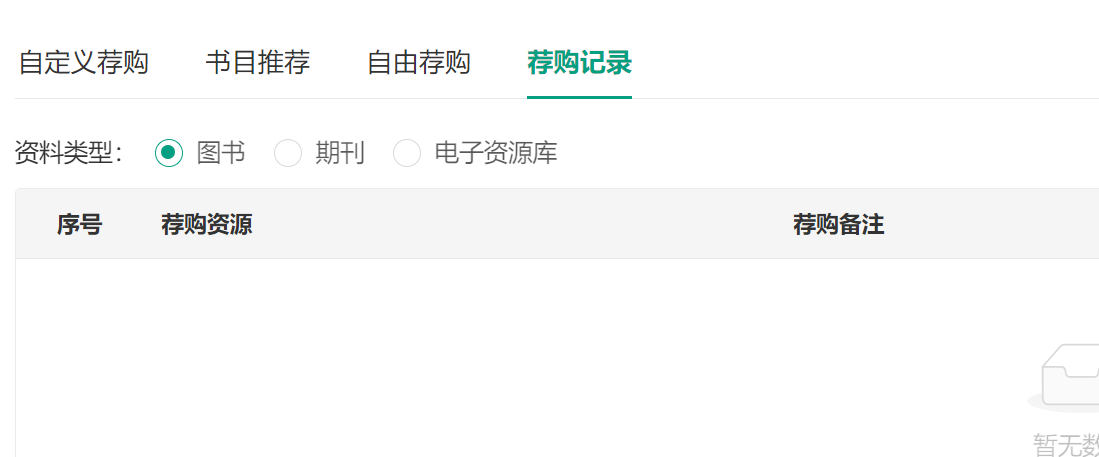 自定义荐购 书目推荐 自由荐购 荐购记录
资料类型： 图书 期刊 电子资源库
序号 荐购资源 荐购备注
暂无数